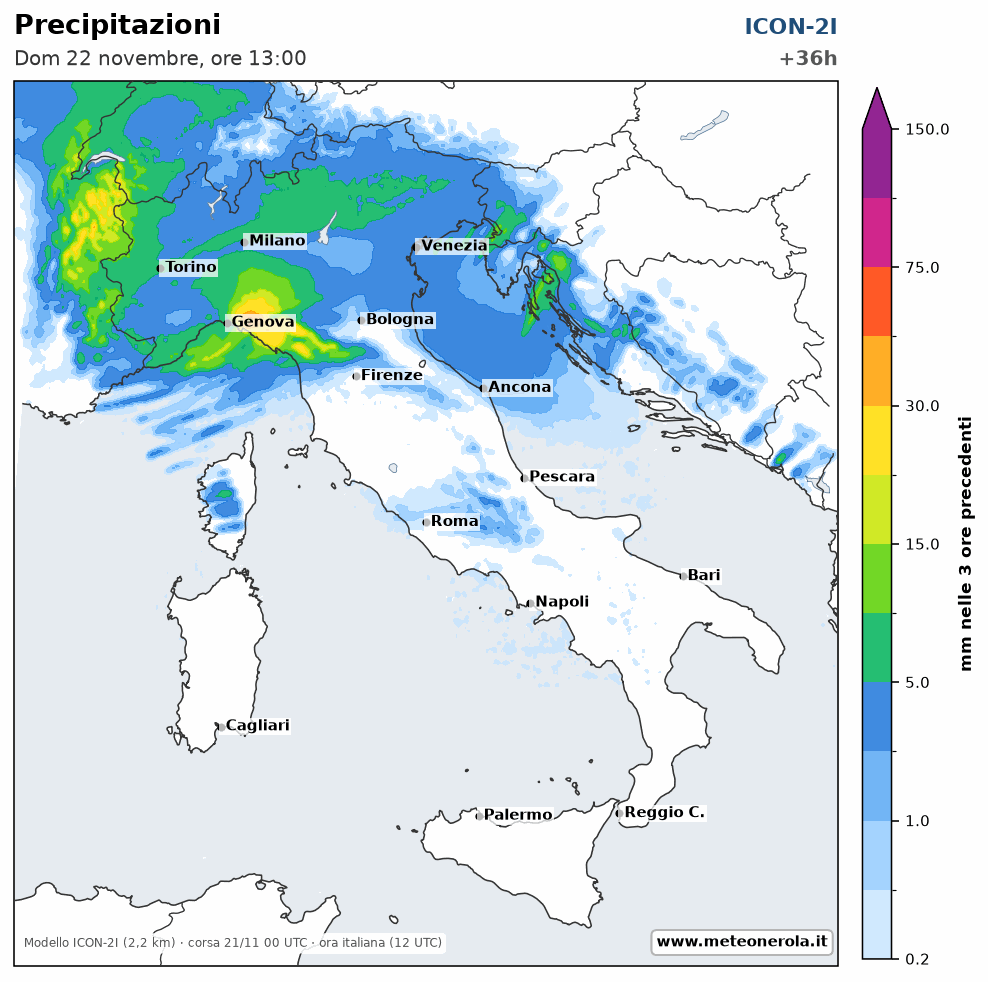 Precipitazioni
ICON-2I
Dom 22 novembre, ore 13:00
+36h
150.0
75.0
30.0
15.0
5.0
1.0
0.2
mm nelle 3 ore precedenti
Milano
Venezia
Torino
Genova
Bologna
Firenze
Ancona
Pescara
Roma
Bari
Napoli
Cagliari
Palermo
Reggio C.
Modello ICON-2I (2,2 km) · corsa 21/11 00 UTC · ora italiana (12 UTC)
www.meteonerola.it